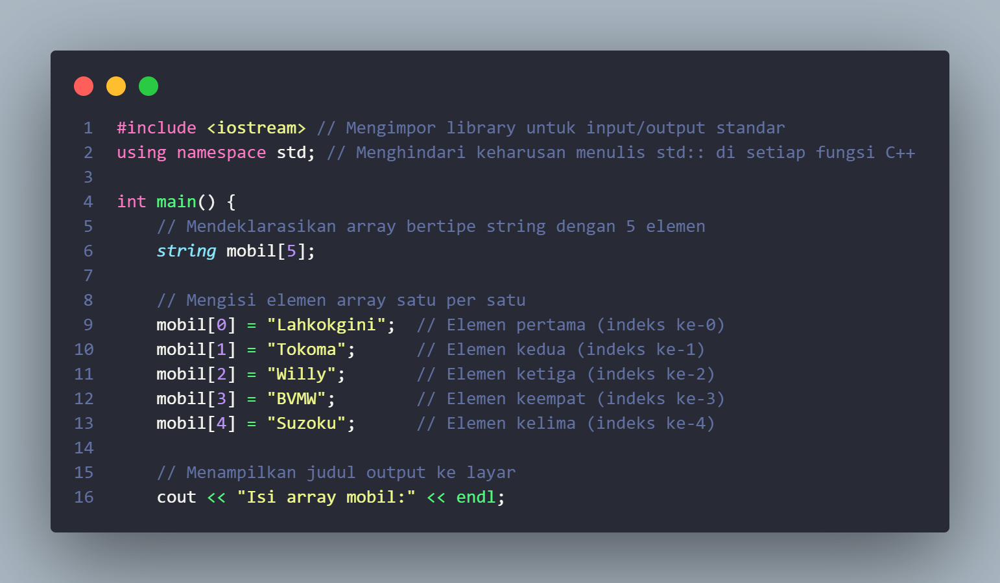 1 #include <iostream> // Mengimpor library untuk input/output standar
2 using namespace std; // Menghindari keharusan menulis std:: di setiap fungsi C++
3
4 int main() {
5     // Mendeklarasikan array bertipe string dengan 5 elemen
6     string mobil[5];
7
8     // Mengisi elemen array satu per satu
9     mobil[0] = "Lahkokgini";  // Elemen pertama (indeks ke-0)
10     mobil[1] = "Tokoma";      // Elemen kedua (indeks ke-1)
11     mobil[2] = "Willy";       // Elemen ketiga (indeks ke-2)
12     mobil[3] = "BVMW";        // Elemen keempat (indeks ke-3)
13     mobil[4] = "Suzoku";      // Elemen kelima (indeks ke-4)
14
15     // Menampilkan judul output ke layar
16     cout << "Isi array mobil:" << endl;